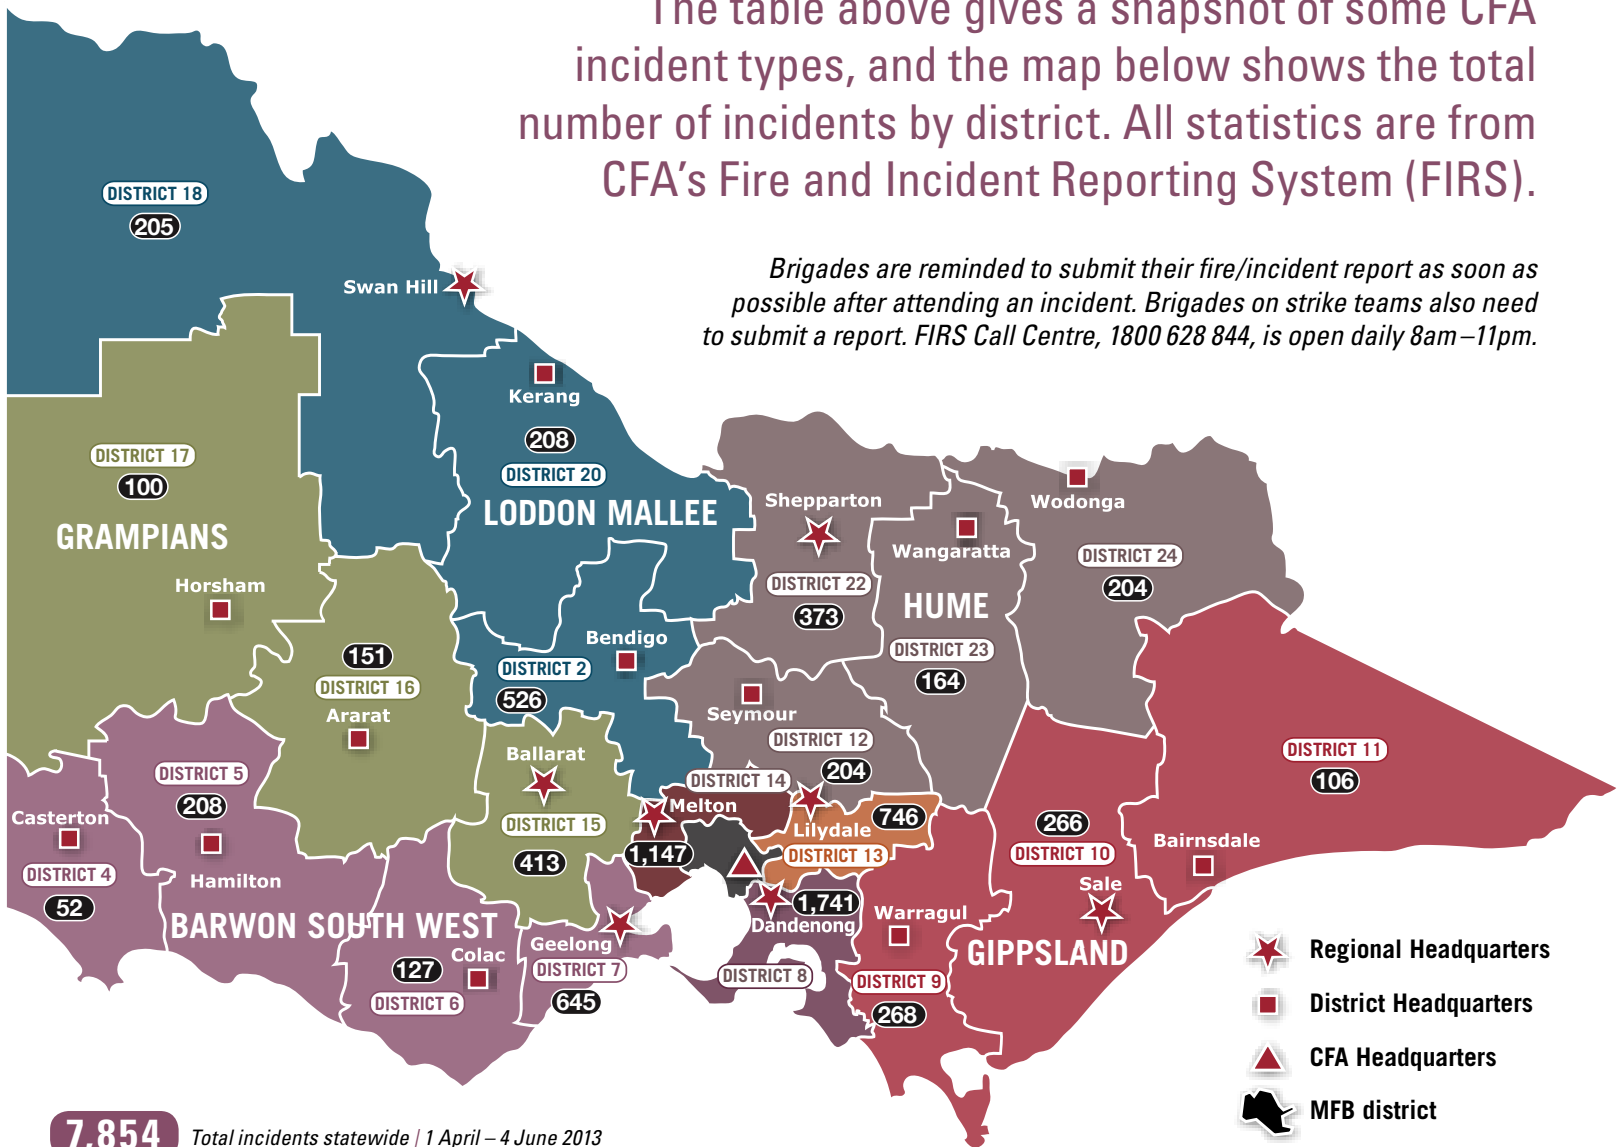 The table above gives a snapshot of some CFA
incident types, and the map below shows the total
number of incidents by district. All statistics are from
CFA's Fire and Incident Reporting System (FIRS).
Brigades are reminded to submit their fire/incident report as soon as
possible after attending an incident. Brigades on strike teams also need
to submit a report. FIRS Call Centre, 1800 628 844, is open daily 8am–11pm.
DISTRICT 18
205
Swan Hill
Kerang
208
DISTRICT 20
LODDON MALLEE
DISTRICT 17
100
GRAMPIANS
Horsham
Shepparton
DISTRICT 22
373
Wangaratta
HUME
DISTRICT 23
164
Wodonga
DISTRICT 24
204
151
DISTRICT 16
Ararat
Bendigo
DISTRICT 2
526
Seymour
DISTRICT 12
204
Ballarat
DISTRICT 15
413
DISTRICT 14
Melton
1,147
Lilydale
746
DISTRICT 13
DISTRICT 11
106
Bairnsdale
266
DISTRICT 10
Sale
DISTRICT 5
208
Hamilton
Casterton
DISTRICT 4
52
BARWON SOUTH WEST
127
Colac
DISTRICT 6
Geelong
DISTRICT 7
645
1,741
Dandenong
DISTRICT 8
Warragul
GIPPSLAND
DISTRICT 9
268
Regional Headquarters
District Headquarters
CFA Headquarters
MFB district
7,854
Total incidents statewide | 1 April – 4 June 2013